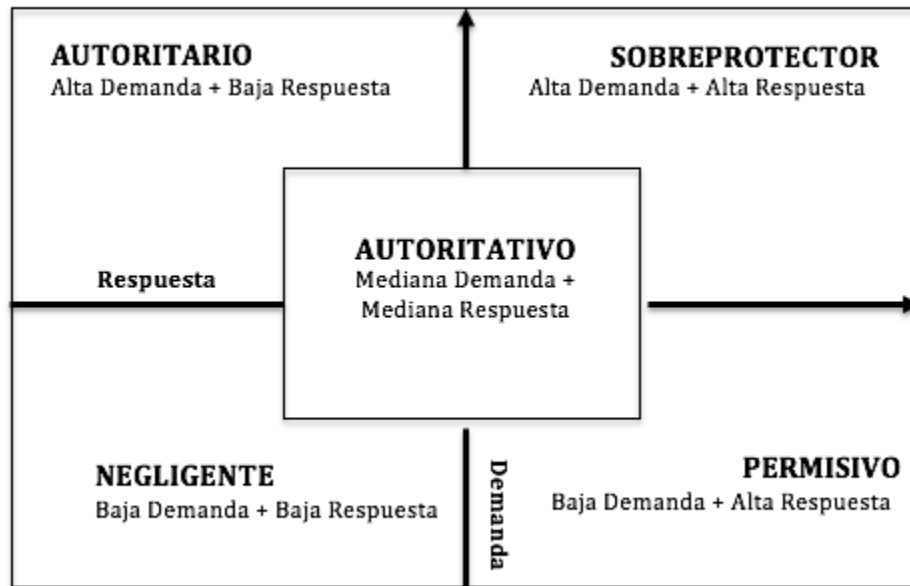 AUTORITARIO
Alta Demanda + Baja Respuesta
SOBREPROTECTOR
Alta Demanda + Alta Respuesta
AUTORITATIVO
Mediana Demanda +
Mediana Respuesta
Respuesta
NEGLIGENTE
Baja Demanda + Baja Respuesta
Demanda
PERMISIVO
Baja Demanda + Alta Respuesta